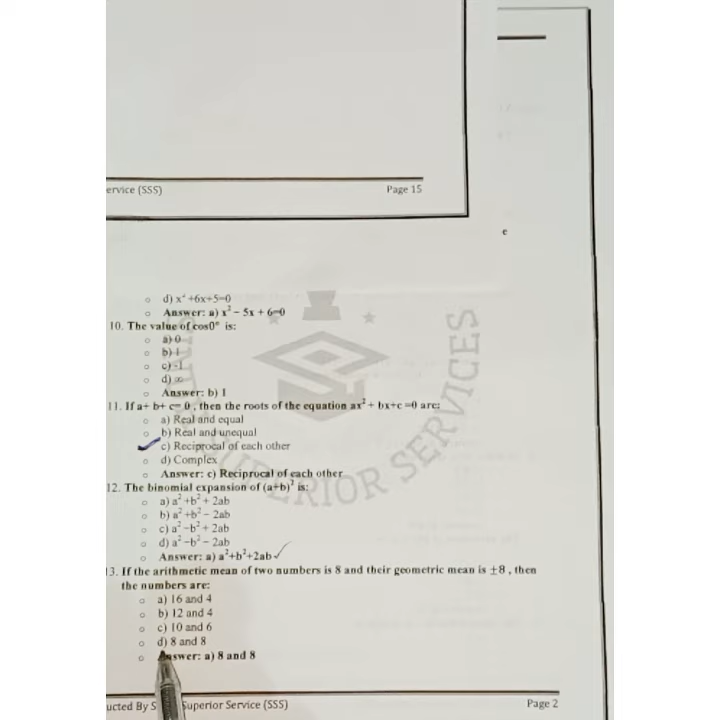 ervice (SSS) Page 15
e
d) x² +6x+5=0
Answer: a) x² – 5x + 6=0
10. The value of cos0° is:
a) 0
b) 1
c) -1
d) ∞
Answer: b) 1
11. If a+ b+ c= 0 , then the roots of the equation ax² + bx+c =0 are:
a) Real and equal
b) Real and unequal
c) Reciprocal of each other
d) Complex
Answer: c) Reciprocal of each other
12. The binomial expansion of (a+b)² is:
a) a² +b² + 2ab
b) a² +b² – 2ab
c) a² –b² + 2ab
d) a² –b² – 2ab
Answer: a) a²+b²+2ab
13. If the arithmetic mean of two numbers is 8 and their geometric mean is ±8 , then
the numbers are:
a) 16 and 4
b) 12 and 4
c) 10 and 6
d) 8 and 8
Answer: a) 8 and 8
ucted By S Superior Service (SSS) Page 2
SUPERIOR SERVICES